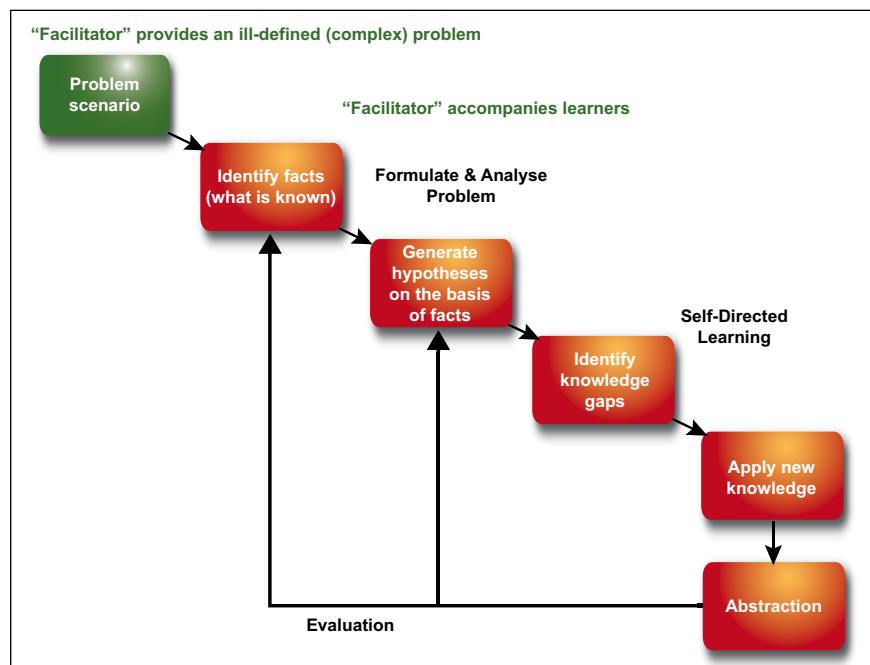 “Facilitator” provides an ill-defined (complex) problem
Problem
scenario
“Facilitator” accompanies learners
Identify facts
(what is known)
Formulate & Analyse
Problem
Generate
hypotheses
on the basis
of facts
Self-Directed
Learning
Identify
knowledge
gaps
Apply new
knowledge
Abstraction
Evaluation